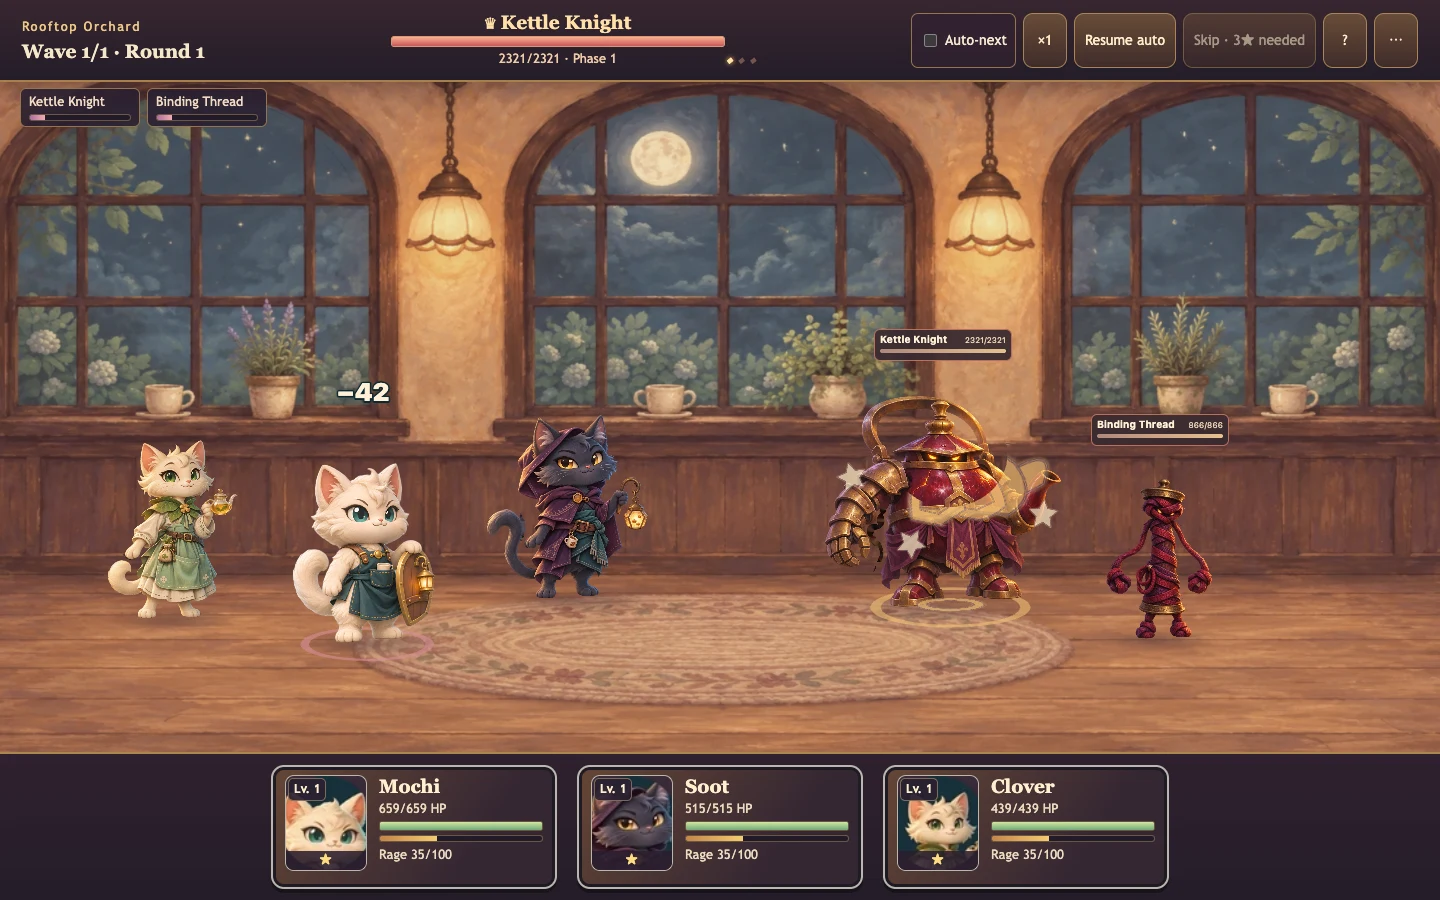 Rooftop Orchard
Wave 1/1 · Round 1
♛ Kettle Knight
2321/2321 · Phase 1
Auto-next
×1
Resume auto
Skip · 3★ needed
?
···
Kettle Knight
Binding Thread
−42
Kettle Knight 2321/2321
Binding Thread 866/866
Lv. 1
Mochi
659/659 HP
Rage 35/100
Lv. 1
Soot
515/515 HP
Rage 35/100
Lv. 1
Clover
439/439 HP
Rage 35/100